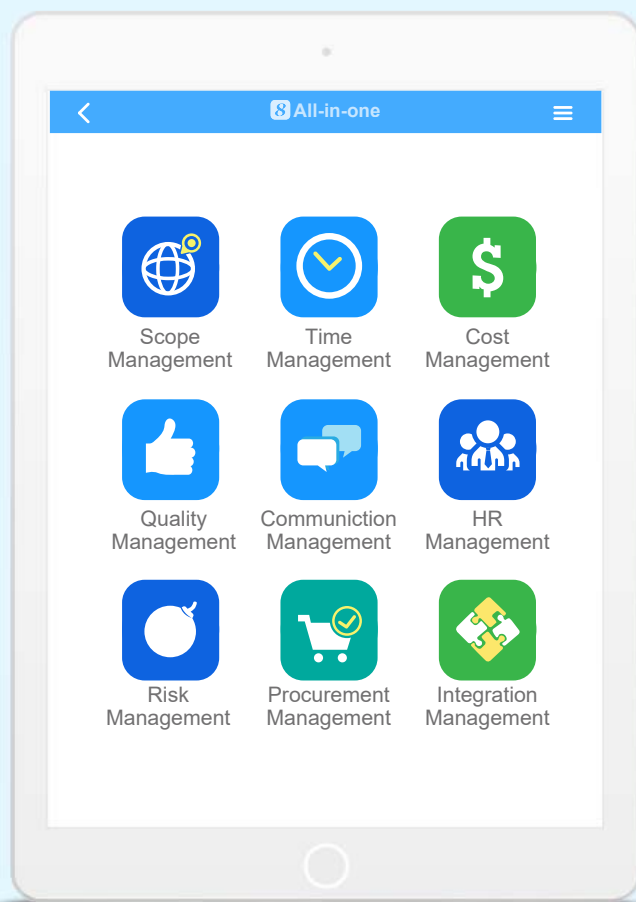 8 All-in-one
Scope
Management
Time
Management
Cost
Management
Quality
Management
Communiction
Management
HR
Management
Risk
Management
Procurement
Management
Integration
Management